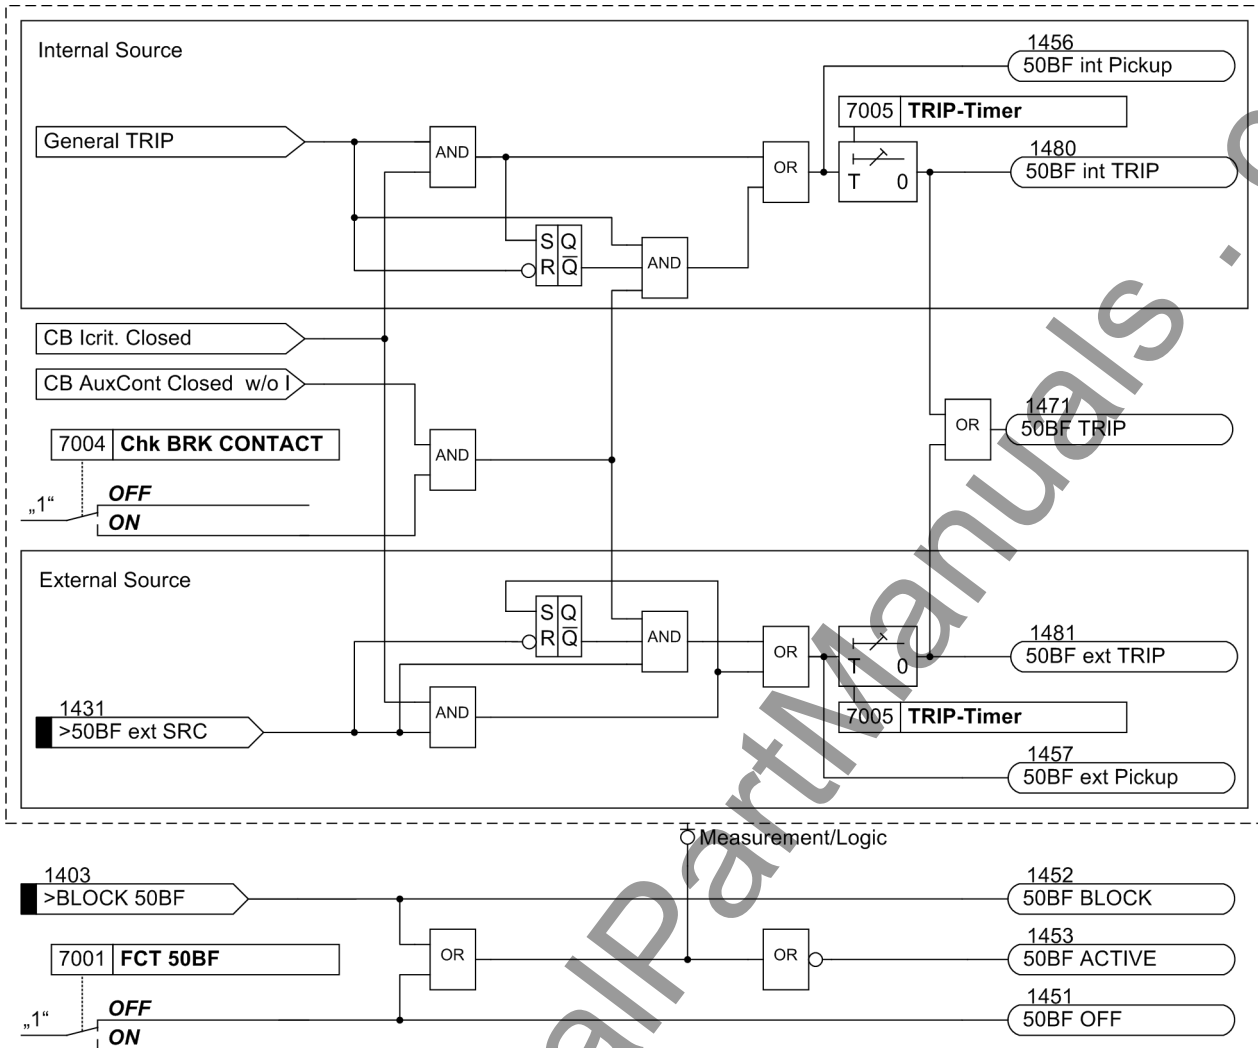 Internal Source
1456
50BF int Pickup
7005 TRIP-Timer
General TRIP
AND
OR
T 0
1480
50BF int TRIP
S Q
R Q
AND
CB Icrit. Closed
CB AuxCont Closed w/o I
7004 Chk BRK CONTACT
AND
OR
1471
50BF TRIP
„1“
OFF
ON
External Source
S Q
R Q
AND
OR
T 0
1481
50BF ext TRIP
AND
1431
>50BF ext SRC
7005 TRIP-Timer
1457
50BF ext Pickup
Measurement/Logic
1403
>BLOCK 50BF
1452
50BF BLOCK
7001 FCT 50BF
OR
OR
1453
50BF ACTIVE
„1“
OFF
ON
1451
50BF OFF